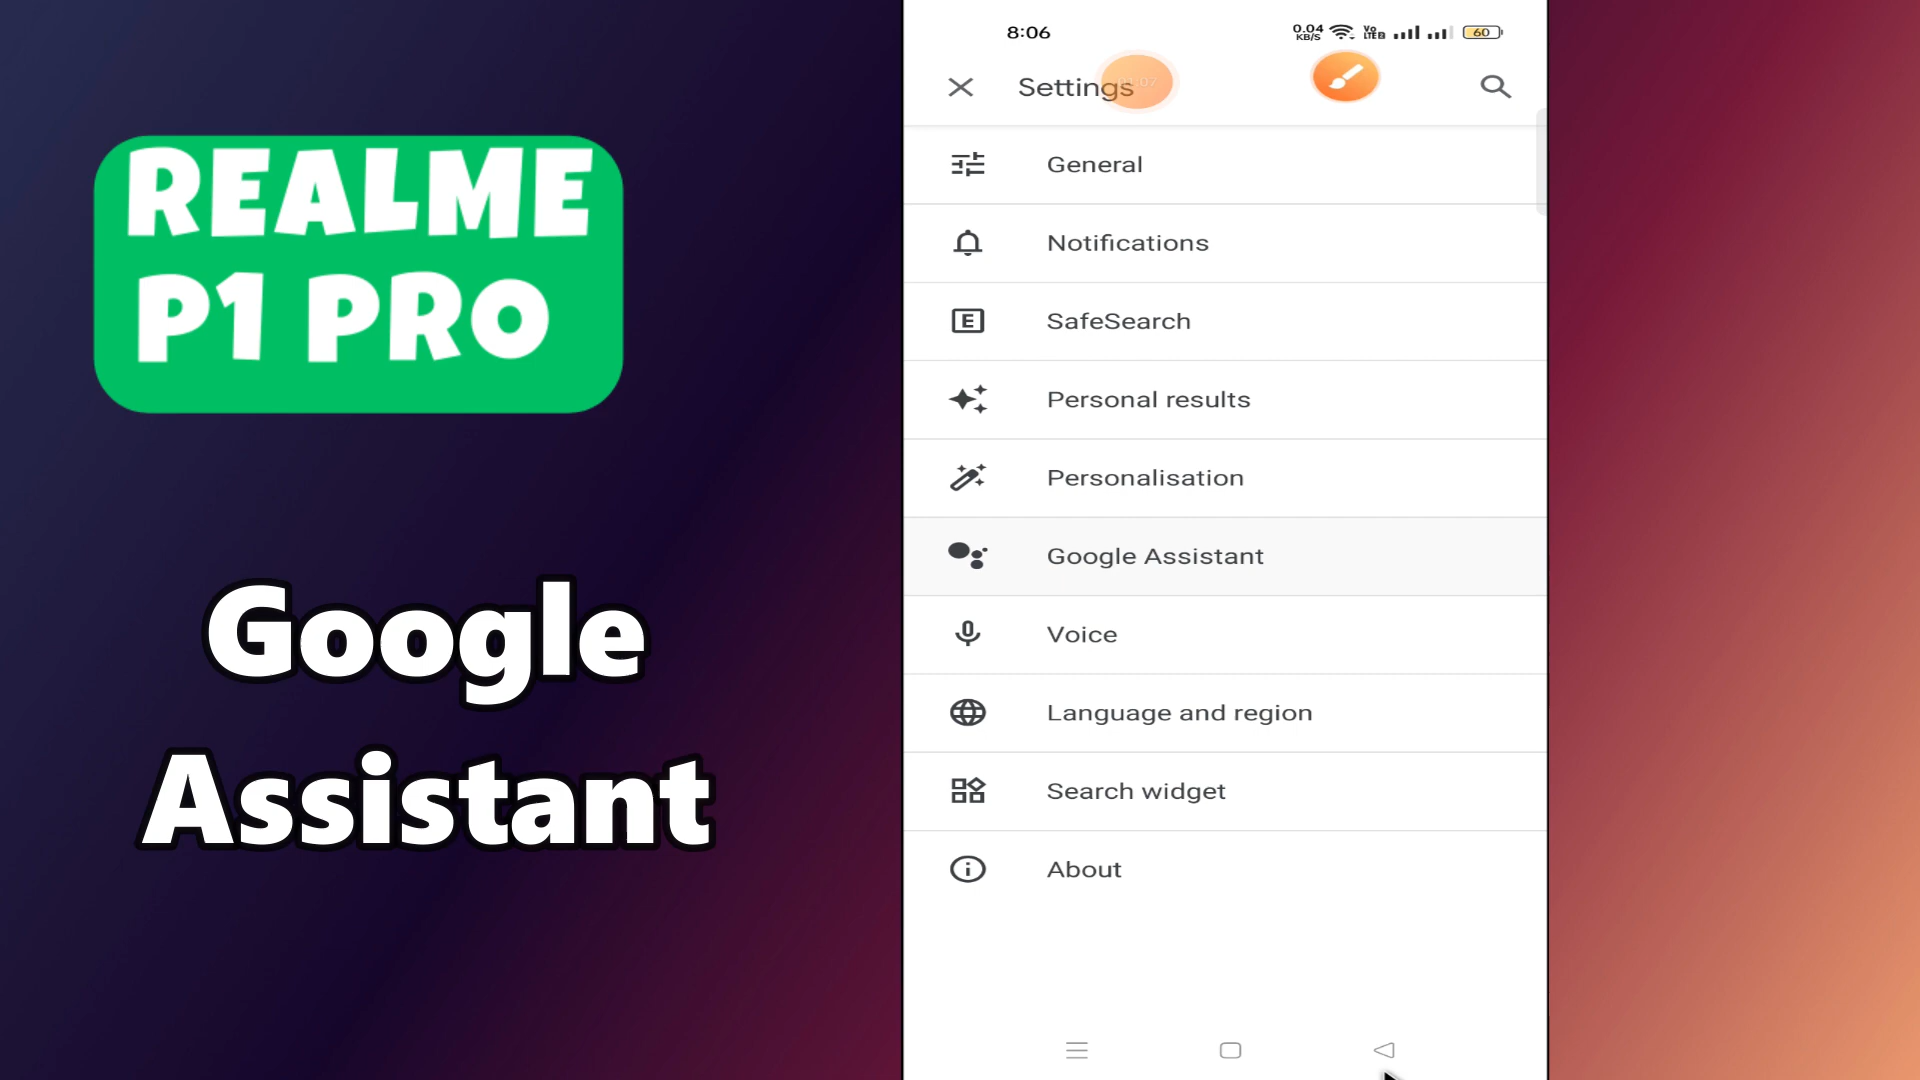 REALME
P1 PRO
Google
Assistant
8:06
0.04
KB/S
60
Settings
General
Notifications
E
SafeSearch
Personal results
Personalisation
Google Assistant
Voice
Language and region
Search widget
About